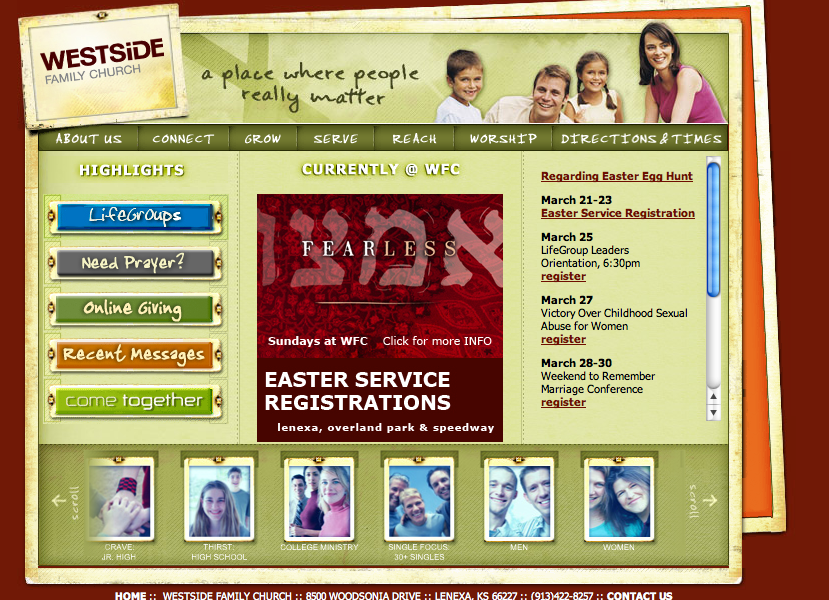 WESTSiDE
FAMILY CHURCH
a place where people
really matter
ABOUT US CONNECT GROW SERVE REACH WORSHIP DIRECTIONS & TIMES
HIGHLIGHTS
LifeGroups
Need Prayer?
Online Giving
Recent Messages
come together
CURRENTLY @ WFC
אמצו
FEARLESS
Sundays at WFC Click for more INFO
EASTER SERVICE
REGISTRATIONS
lenexa, overland park & speedway
Regarding Easter Egg Hunt
March 21-23
Easter Service Registration
March 25
LifeGroup Leaders
Orientation, 6:30pm
register
March 27
Victory Over Childhood Sexual
Abuse for Women
register
March 28-30
Weekend to Remember
Marriage Conference
register
scroll
CRAVE:
JR. HIGH
THIRST:
HIGH SCHOOL
COLLEGE MINISTRY
SINGLE FOCUS:
30+ SINGLES
MEN
WOMEN
scroll
HOME :: WESTSIDE FAMILY CHURCH :: 8500 WOODSONIA DRIVE :: LENEXA, KS 66227 :: (913)422-8257 :: CONTACT US